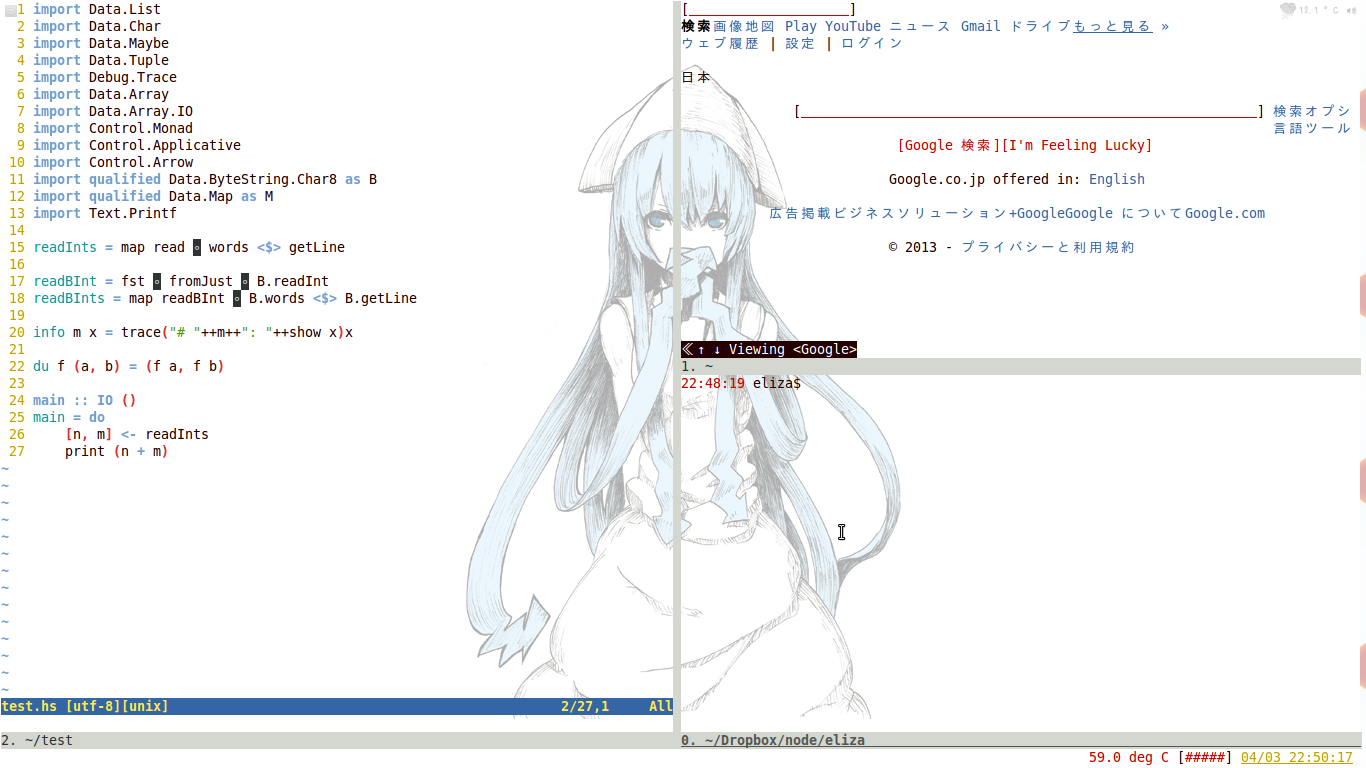 1 import Data.List
2 import Data.Char
3 import Data.Maybe
4 import Data.Tuple
5 import Debug.Trace
6 import Data.Array
7 import Data.Array.IO
8 import Control.Monad
9 import Control.Applicative
10 import Control.Arrow
11 import qualified Data.ByteString.Char8 as B
12 import qualified Data.Map as M
13 import Text.Printf
14
15 readInts = map read ∘ words <$> getLine
16
17 readBInt = fst ∘ fromJust ∘ B.readInt
18 readBInts = map readBInt ∘ B.words <$> B.getLine
19
20 info m x = trace("# "++m++": "++show x)x
21
22 du f (a, b) = (f a, f b)
23
24 main :: IO ()
25 main = do
26     [n, m] <- readInts
27     print (n + m)
~
~
~
~
~
~
~
~
~
~
~
~
~
~
test.hs [utf-8][unix] 2/27,1 All
2. ~/test
[____________________]
検索画像地図 Play YouTube ニュース Gmail ドライブもっと見る »
ウェブ履歴 | 設定 | ログイン
日本
[_________________________________________________________] 検索オプシ
言語ツール
[Google 検索][I'm Feeling Lucky]
Google.co.jp offered in: English
広告掲載ビジネスソリューション+GoogleGoogle についてGoogle.com
© 2013 - プライバシーと利用規約
≪↑ ↓ Viewing <Google>
1. ~
22:48:19 eliza$
0. ~/Dropbox/node/eliza
12.1 ° C
59.0 deg C [#####] 04/03 22:50:17